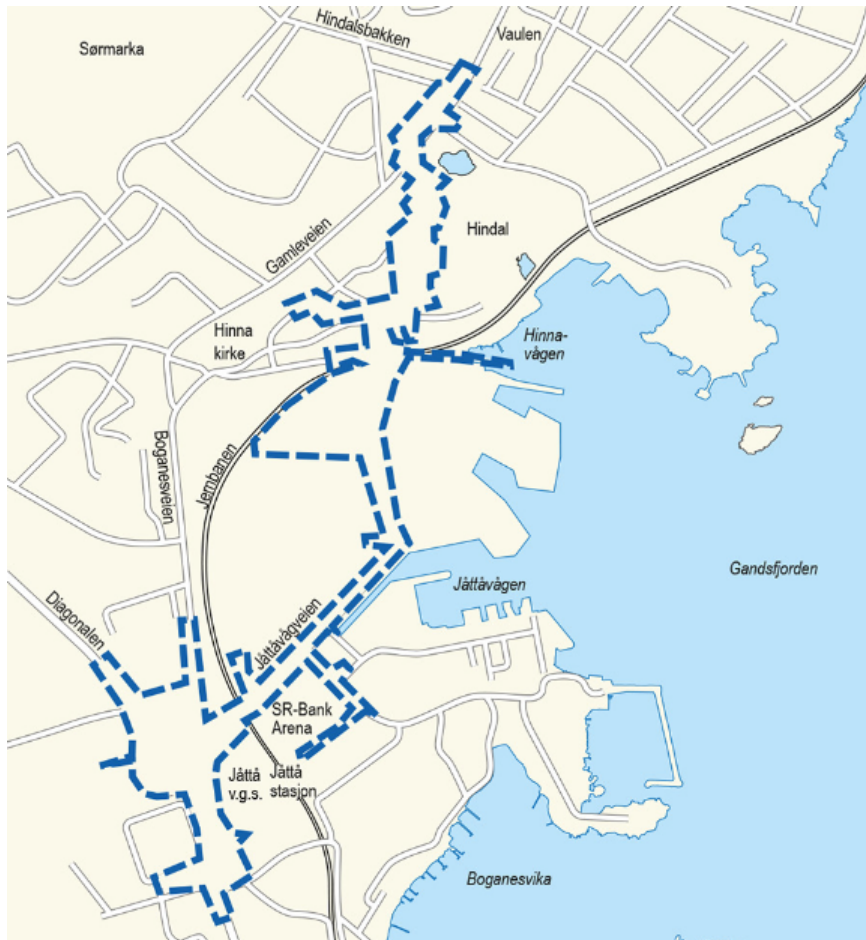 Hindalsbakken
Vaulen
Sørmarka
Gamleveien
Hindal
Hinna
kirke
Hinna-
vågen
Boganesveien
Jernbanen
Gandsfjorden
Jåttåvågen
Diagonalen
Jåttåvågveien
SR-Bank
Arena
Jåttå
v.g.s.
Jåttå
stasjon
Boganesvika